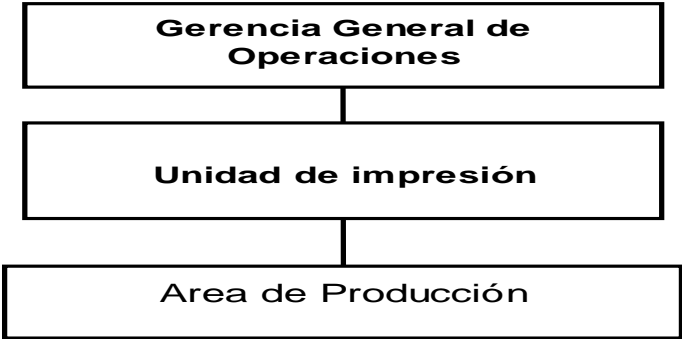 Gerencia General de
Operaciones
Unidad de impresión
Area de Producción